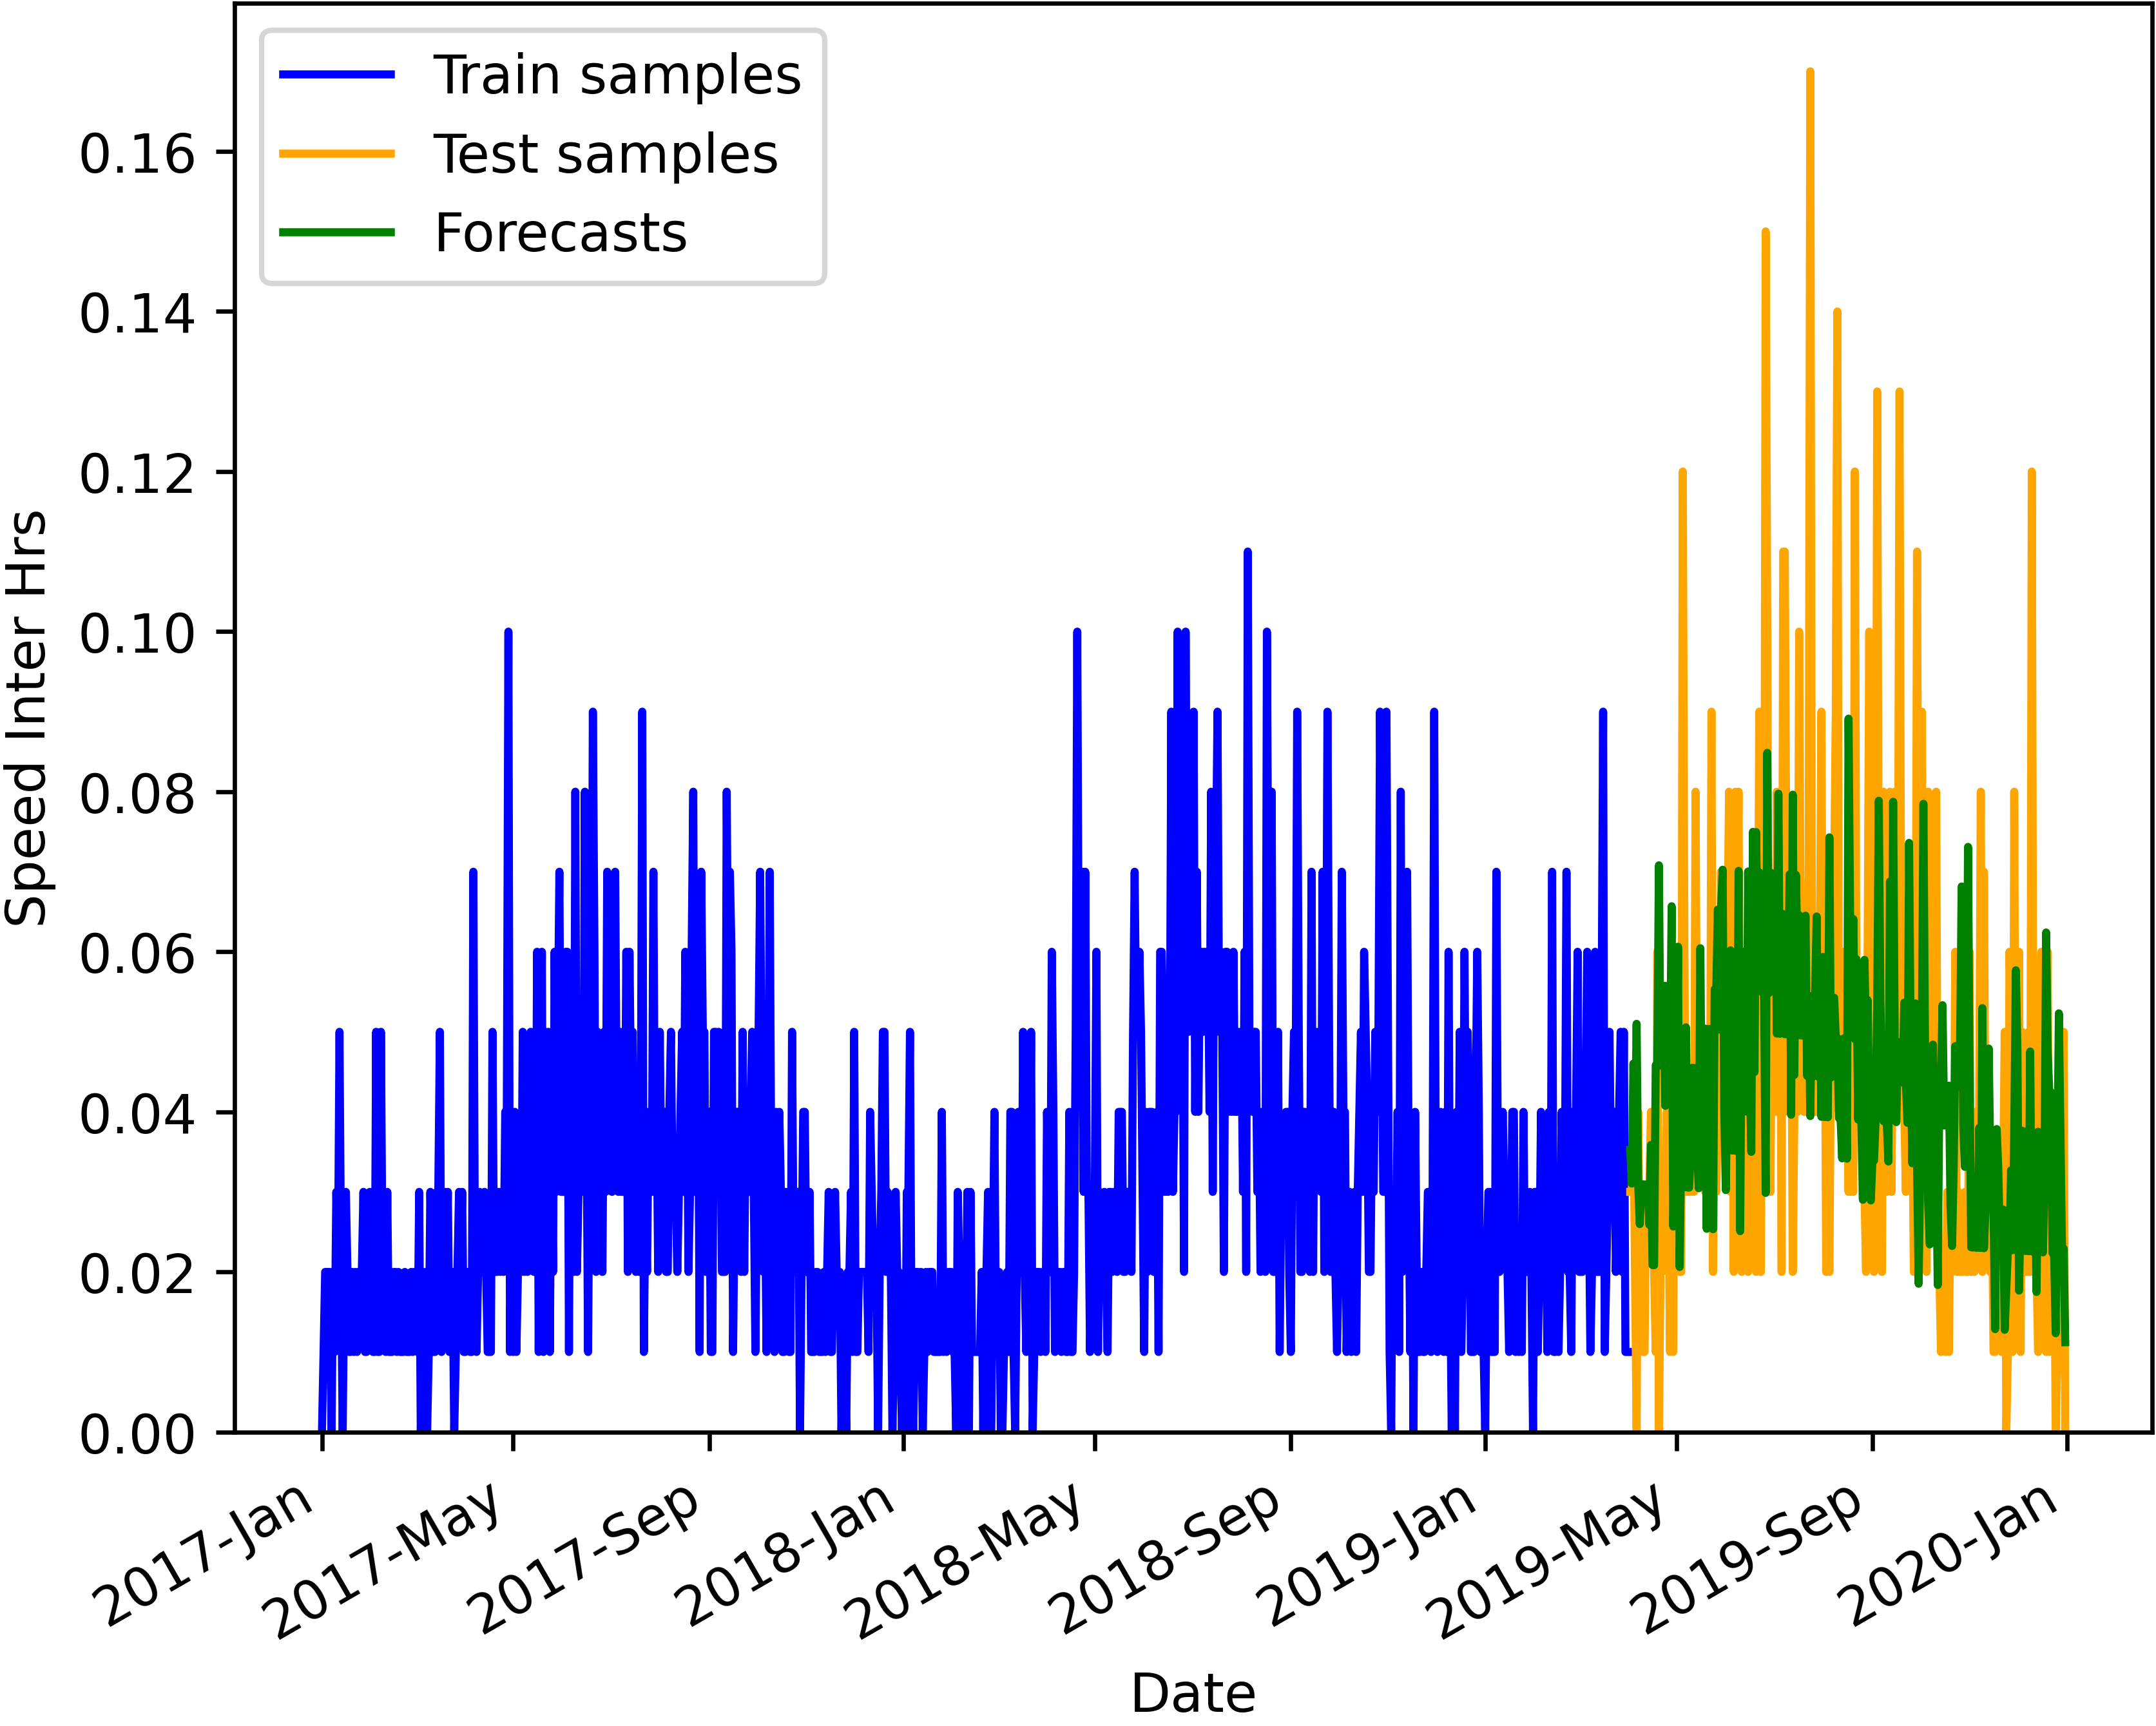 Train samples
Test samples
Forecasts
0.16
0.14
0.12
0.10
0.08
0.06
0.04
0.02
0.00
Speed Inter Hrs
2017-Jan
2017-May
2017-Sep
2018-Jan
2018-May
2018-Sep
2019-Jan
2019-May
2019-Sep
2020-Jan
Date